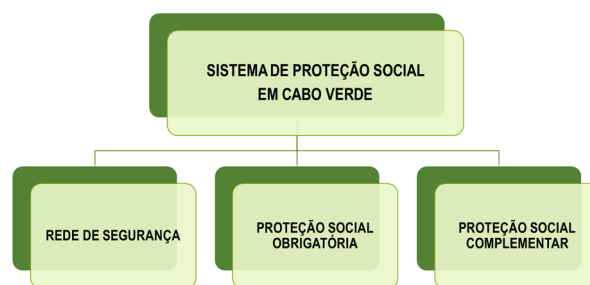 SISTEMA DE PROTEÇÃO SOCIAL
EM CABO VERDE
REDE DE SEGURANÇA
PROTEÇÃO SOCIAL
OBRIGATÓRIA
PROTEÇÃO SOCIAL
COMPLEMENTAR